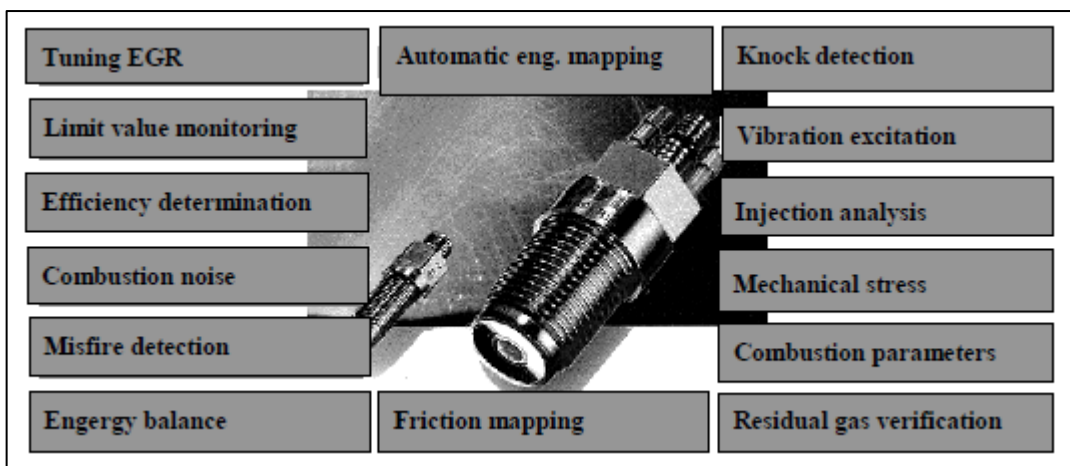 Tuning EGR
Automatic eng. mapping
Knock detection
Limit value monitoring
Vibration excitation
Efficiency determination
Injection analysis
Combustion noise
Mechanical stress
Misfire detection
Combustion parameters
Engergy balance
Friction mapping
Residual gas verification